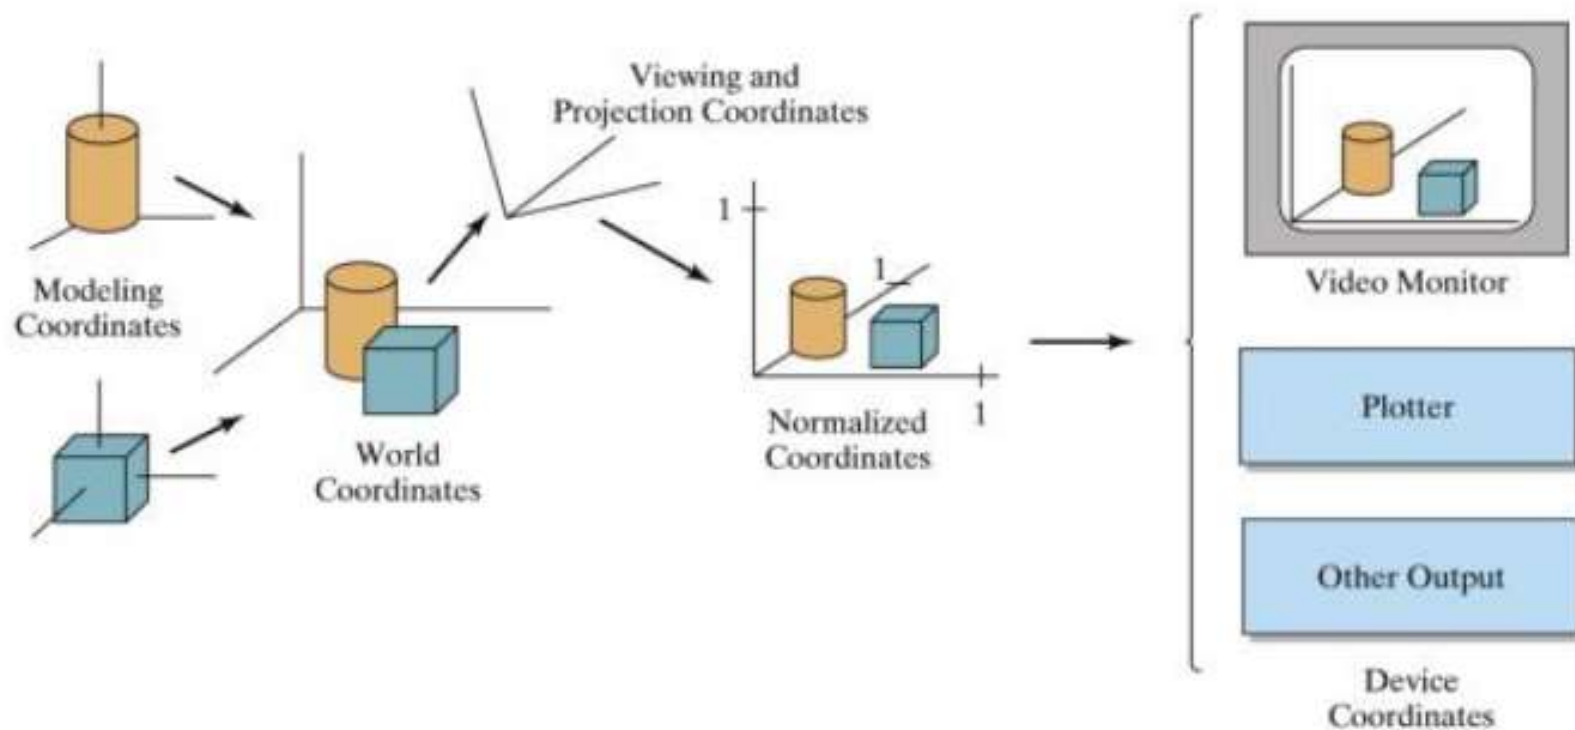 Modeling
Coordinates
World
Coordinates
Viewing and
Projection Coordinates
1
1
1
Normalized
Coordinates
Video Monitor
Plotter
Other Output
Device
Coordinates